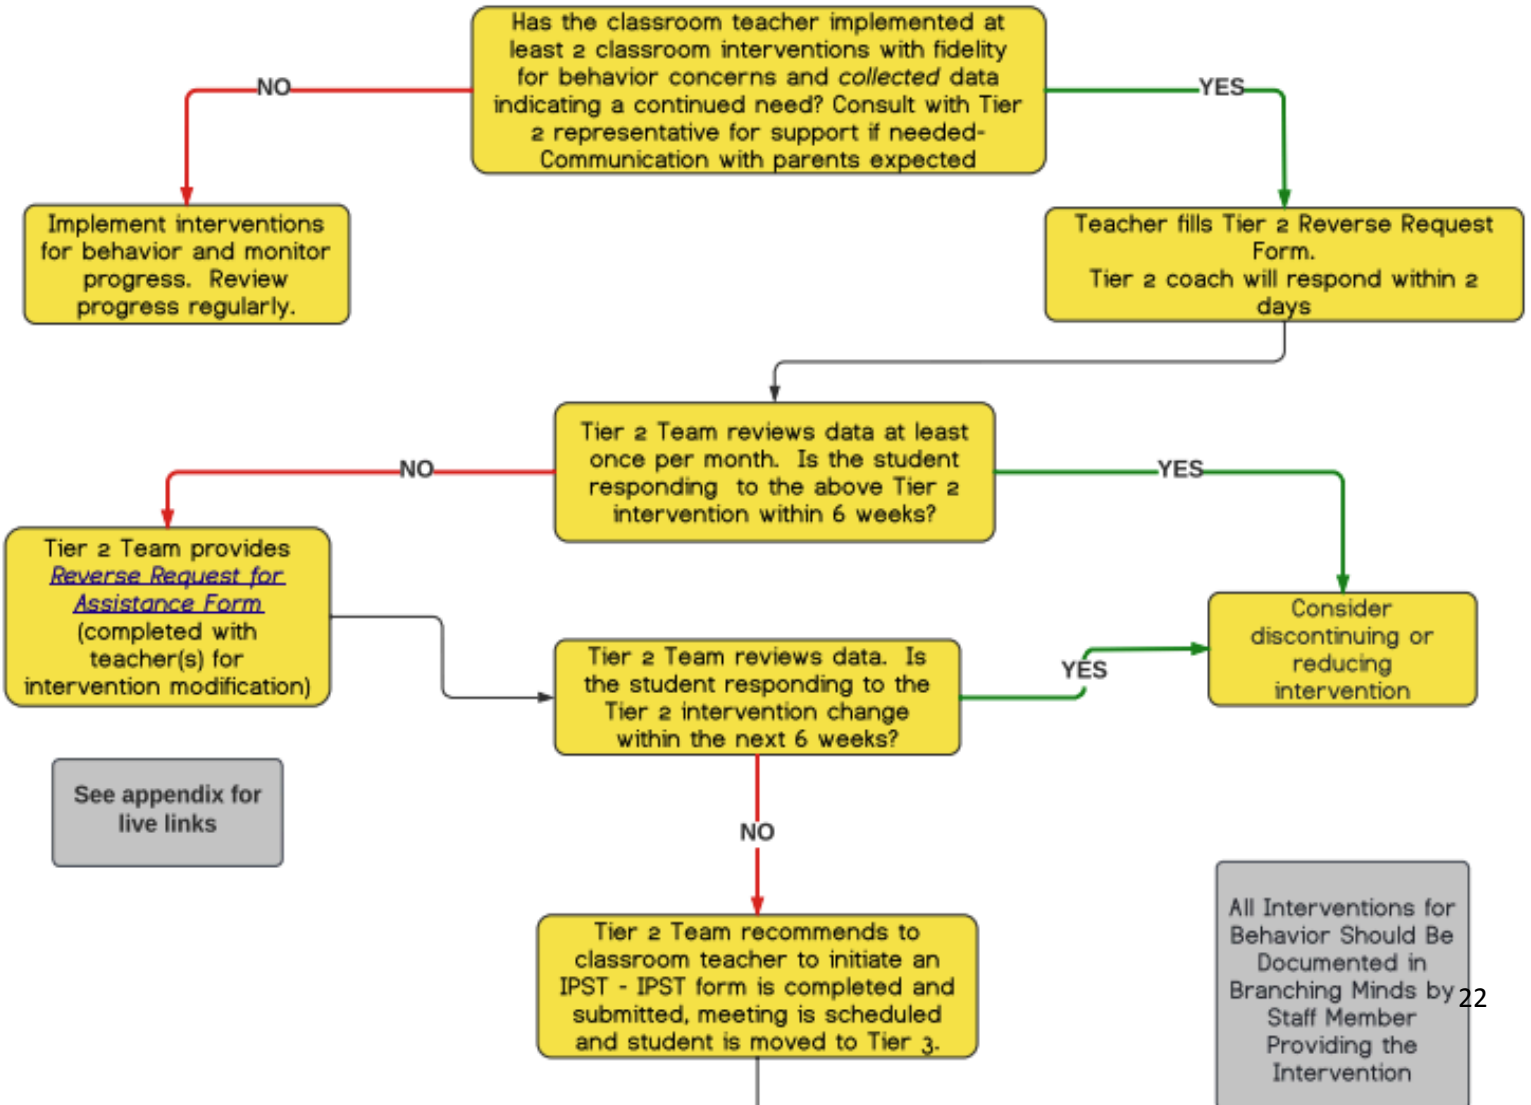 Has the classroom teacher implemented at
least 2 classroom interventions with fidelity
for behavior concerns and collected data
indicating a continued need? Consult with Tier
2 representative for support if needed-
Communication with parents expected
NO
YES
Implement interventions
for behavior and monitor
progress. Review
progress regularly.
Teacher fills Tier 2 Reverse Request
Form.
Tier 2 coach will respond within 2
days
Tier 2 Team reviews data at least
once per month. Is the student
responding to the above Tier 2
intervention within 6 weeks?
NO
YES
Tier 2 Team provides
Reverse Request for
Assistance Form
(completed with
teacher(s) for
intervention modification)
Consider
discontinuing or
reducing
intervention
Tier 2 Team reviews data. Is
the student responding to the
Tier 2 intervention change
within the next 6 weeks?
YES
See appendix for
live links
NO
Tier 2 Team recommends to
classroom teacher to initiate an
IPST - IPST form is completed and
submitted, meeting is scheduled
and student is moved to Tier 3.
All Interventions for
Behavior Should Be
Documented in
Branching Minds by
Staff Member
Providing the
Intervention
22